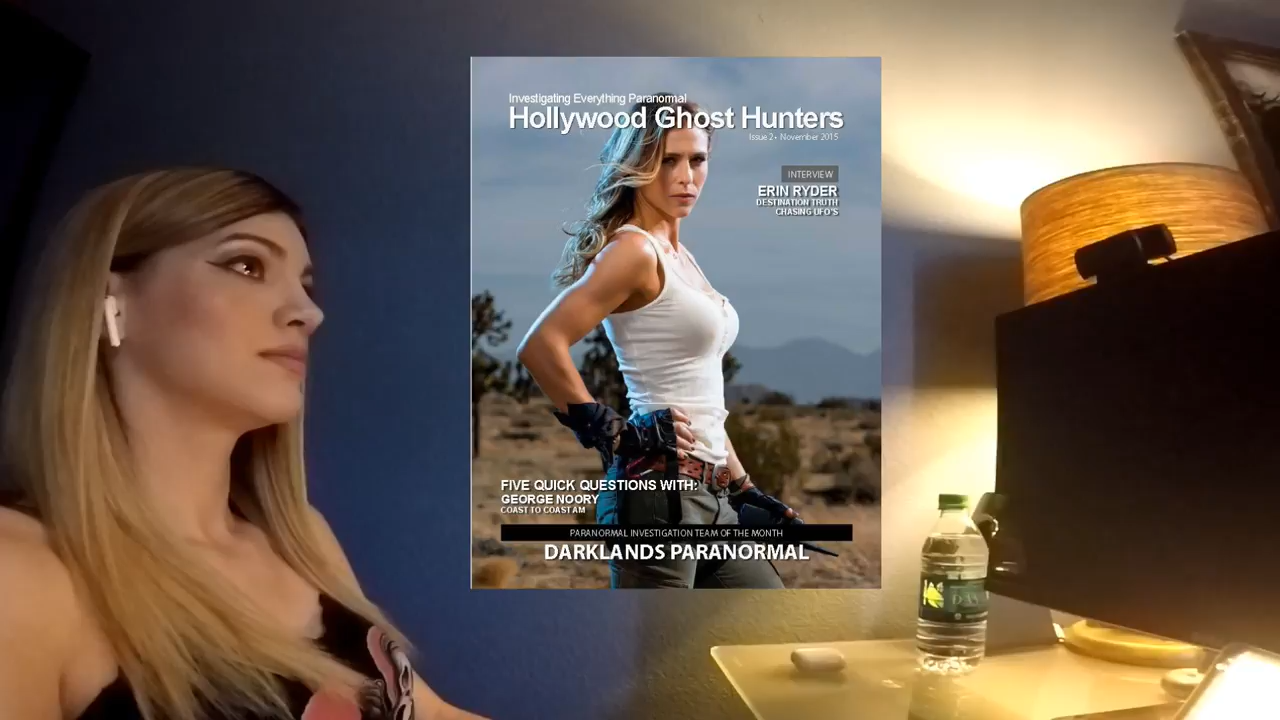 Investigating Everything Paranormal
Hollywood Ghost Hunters
Issue 2• November 2015
INTERVIEW
ERIN RYDER
DESTINATION TRUTH
CHASING UFO'S
FIVE QUICK QUESTIONS WITH:
GEORGE NOORY
COAST TO COAST AM
PARANORMAL INVESTIGATION TEAM OF THE MONTH
DARKLANDS PARANORMAL